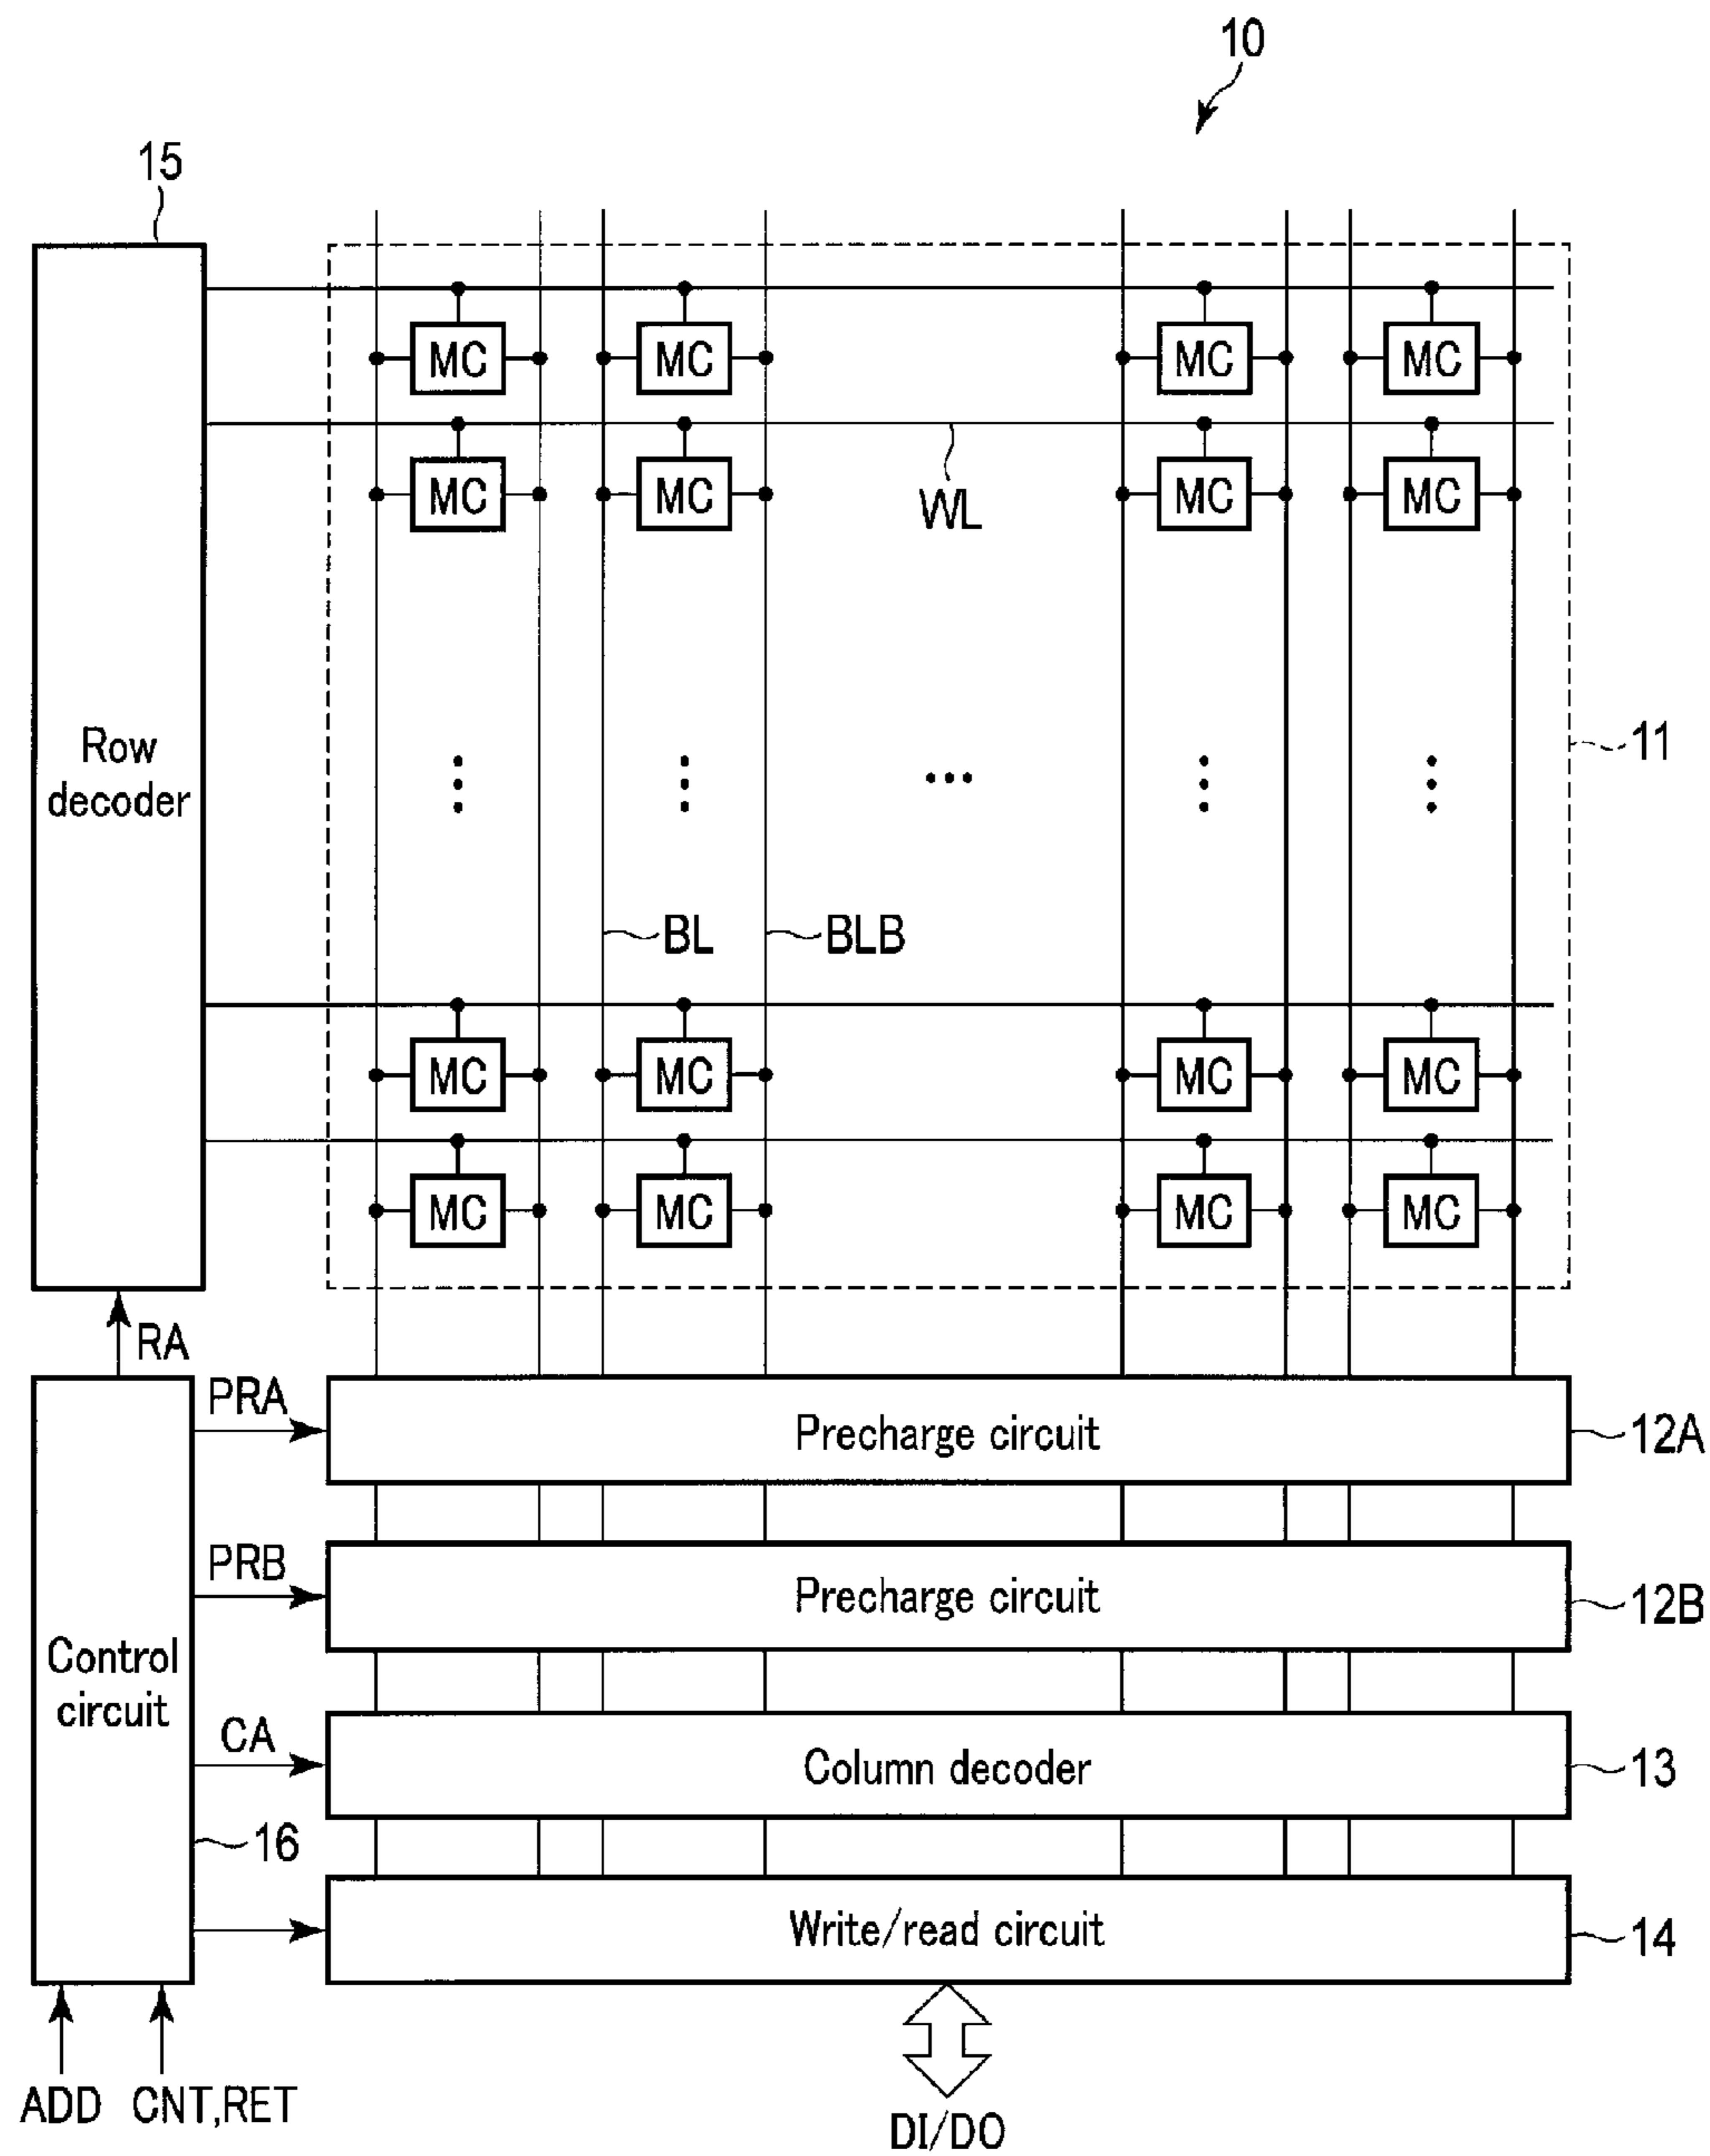 10
15
MC MC MC MC
MC MC MC MC
WL
Row
decoder
11
BL BLB
MC MC MC MC
MC MC MC MC
RA
PRA
Precharge circuit
12A
PRB
Precharge circuit
12B
Control
circuit
CA
Column decoder
13
16
Write/read circuit
14
ADD CNT,RET
DI/DO